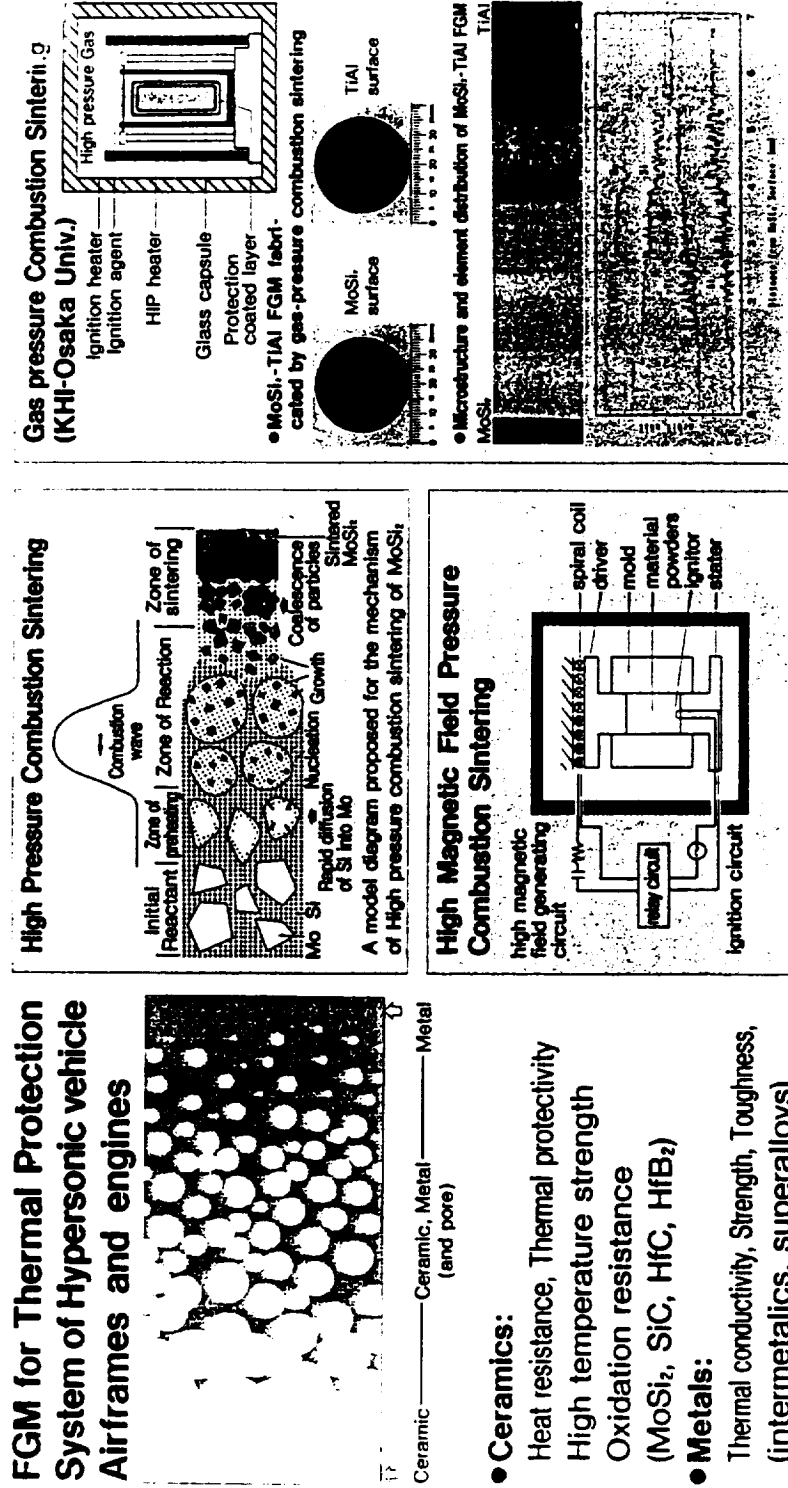 FGM for Thermal Protection
System of Hypersonic vehicle
Airframes and engines
Ceramic
Ceramic, Metal
(and pore)
Metal
●Ceramics:
Heat resistance, Thermal protectivity
High temperature strength
Oxidation resistance
(MoSi₂, SiC, HfC, HfB₂)
●Metals:
Thermal conductivity, Strength, Toughness,
(intermetalics, superalloys)
High Pressure Combustion Sintering
Combustion
wave
Initial
Reactant
Zone of
preheating
Zone of Reaction
Zone of
sintering
Mo Si
Rapid diffusion
of Si into Mo
Nucleation
Growth
Coalescence
of particles
Sintered
MoSi₂
A model diagram proposed for the mechanism
of High pressure combustion sintering of MoSi₂
High Magnetic Field Pressure
Combustion Sintering
high magnetic
field generating
circuit
relay circuit
Ignition circuit
spiral coil
driver
mold
material
powders
ignitor
stater
Gas pressure Combustion Sintering
(KHI-Osaka Univ.)
High pressure Gas
Ignition heater
Ignition agent
HIP heater
Glass capsule
Protection
coated layer
●MoSi₂-TiAl FGM fabri-
cated by gas-pressure combustion sintering
MoSi₂
surface
TiAl
surface
●Microstructure and element distribution of MoSi₂-TiAl FGM
MoSi₂
TiAl